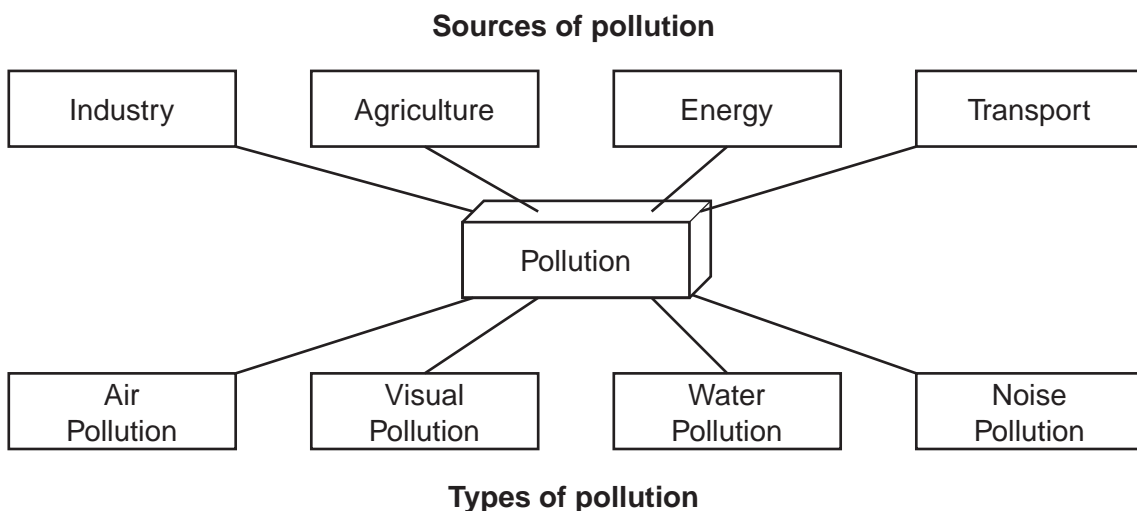 Sources of pollution
Industry
Agriculture
Energy
Transport
Pollution
Air
Pollution
Visual
Pollution
Water
Pollution
Noise
Pollution
Types of pollution